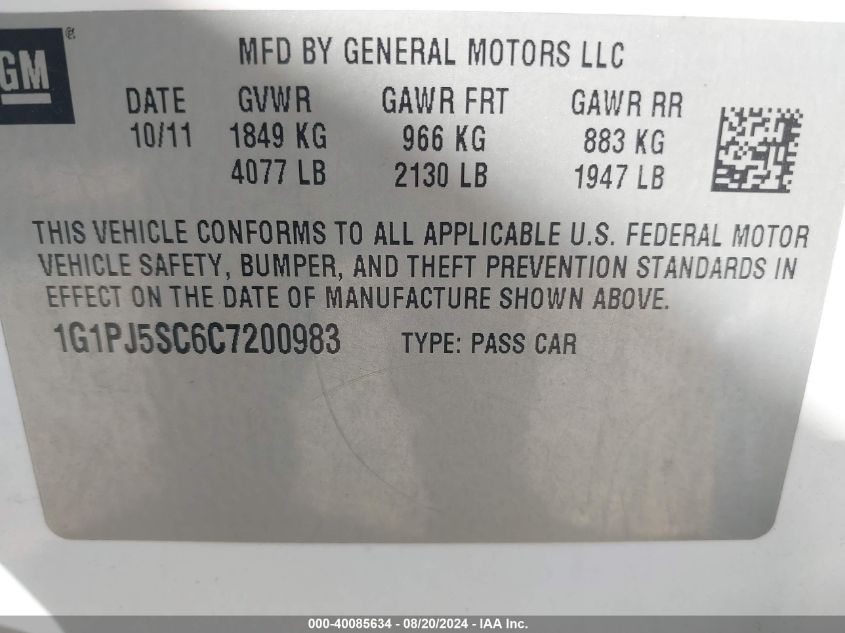 GM ®
MFD BY GENERAL MOTORS LLC
DATE GVWR GAWR FRT GAWR RR
10/11 1849 KG 966 KG 883 KG
4077 LB 2130 LB 1947 LB
THIS VEHICLE CONFORMS TO ALL APPLICABLE U.S. FEDERAL MOTOR
VEHICLE SAFETY, BUMPER, AND THEFT PREVENTION STANDARDS IN
EFFECT ON THE DATE OF MANUFACTURE SHOWN ABOVE.
1G1PJ5SC6C7200983 TYPE: PASS CAR
000-40085634 - 08/20/2024 - IAA Inc.